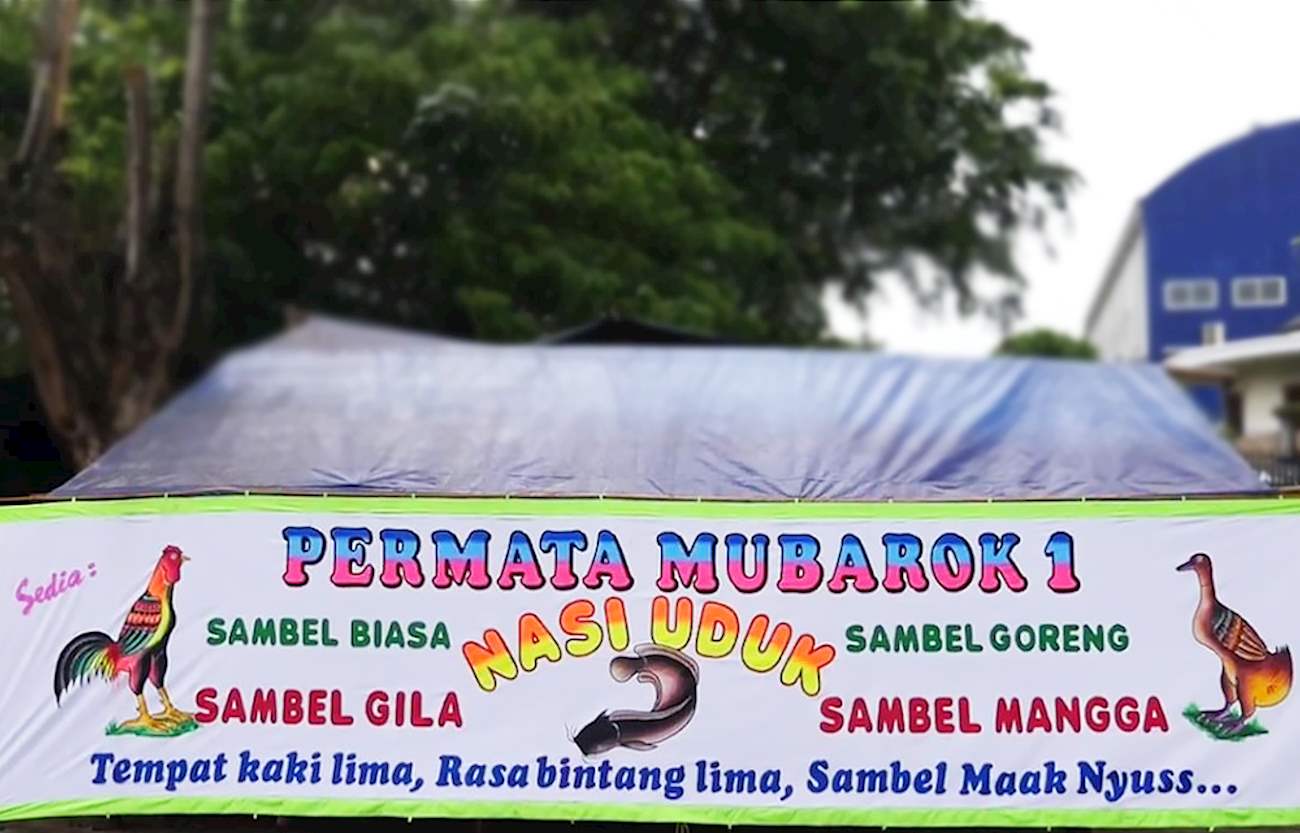 PERMATA MUBAROK 1
Sedia :
NASI UDUK
SAMBEL BIASA
SAMBEL GORENG
SAMBEL GILA
SAMBEL MANGGA
Tempat kaki lima, Rasa bintang lima, Sambel Maak Nyuss...